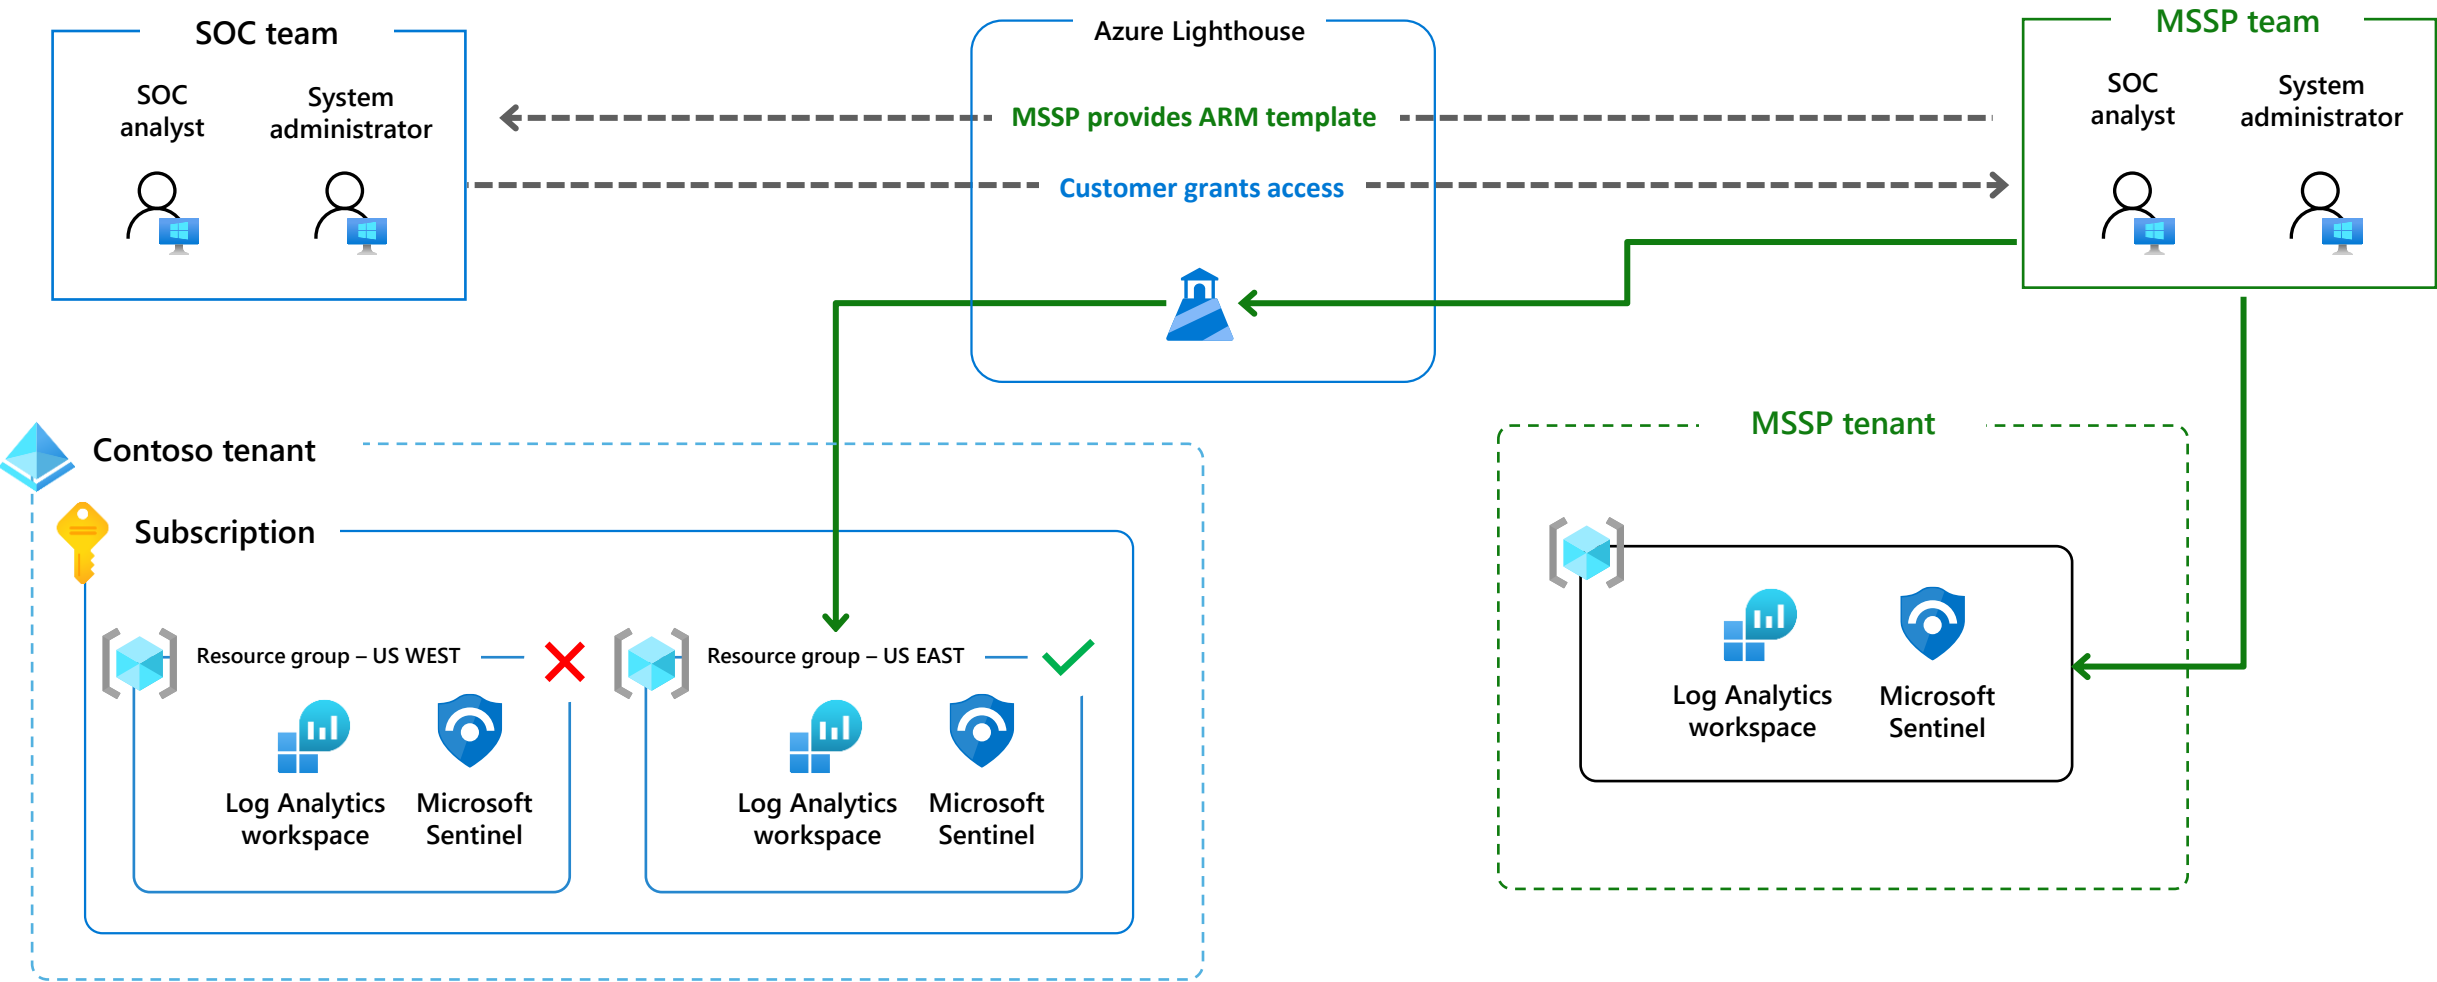 SOC team
SOC
analyst
System
administrator
Azure Lighthouse
MSSP provides ARM template
Customer grants access
MSSP team
SOC
analyst
System
administrator
Contoso tenant
Subscription
Resource group – US WEST
Log Analytics
workspace
Microsoft
Sentinel
Resource group – US EAST
Log Analytics
workspace
Microsoft
Sentinel
MSSP tenant
Log Analytics
workspace
Microsoft
Sentinel